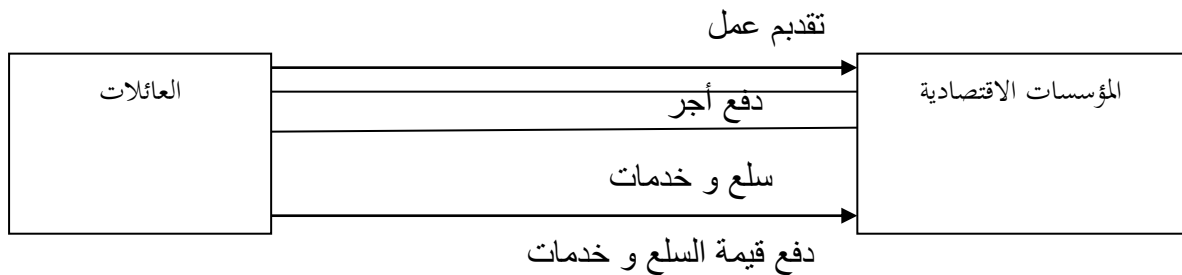 تقدبم عمل
المؤسسات الاقتصادية
العائلات
دفع أجر
سلع و خدمات
دفع قيمة السلع و خدمات